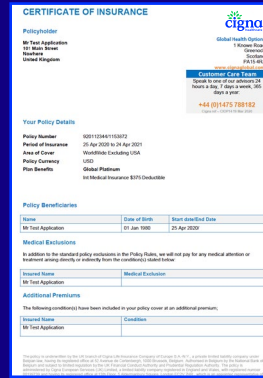 CERTIFICATE OF INSURANCE
cigna
Policyholder
Mr Test Application
101 Main Street
Nowhere
United Kingdom
Global Health Option
1 Knowe Road
Greenock
Scotland
PA15 4RJ
www.cignaglobal.com
Customer Care Team
Speak to one of our advisors 24
hours a day, 7 days a week, 365
days a year:
+44 (0)1475 788182
Your Policy Details
Policy Number 920112344/1153972
Period of Insurance 25 Apr 2020 to 24 Apr 2021
Area of Cover WorldWide Excluding USA
Policy Currency USD
Plan Benefits Global Platinum
Int Medical Insurance $375 Deductible
Policy Beneficiaries
Name Date of Birth Start date/End Date
Mr Test Application 01 Jan 1980 25 Apr 2020/
Medical Exclusions
In addition to the standard policy exclusions in the Policy Rules, we will not pay for any medical attention or
treatment arising directly or indirectly from the condition(s) stated below
Insured Name Medical Exclusion
Mr Test Application
Additional Premiums
The following condition(s) have been included in your policy cover at an additional premium;
Insured Name Condition
Mr Test Application